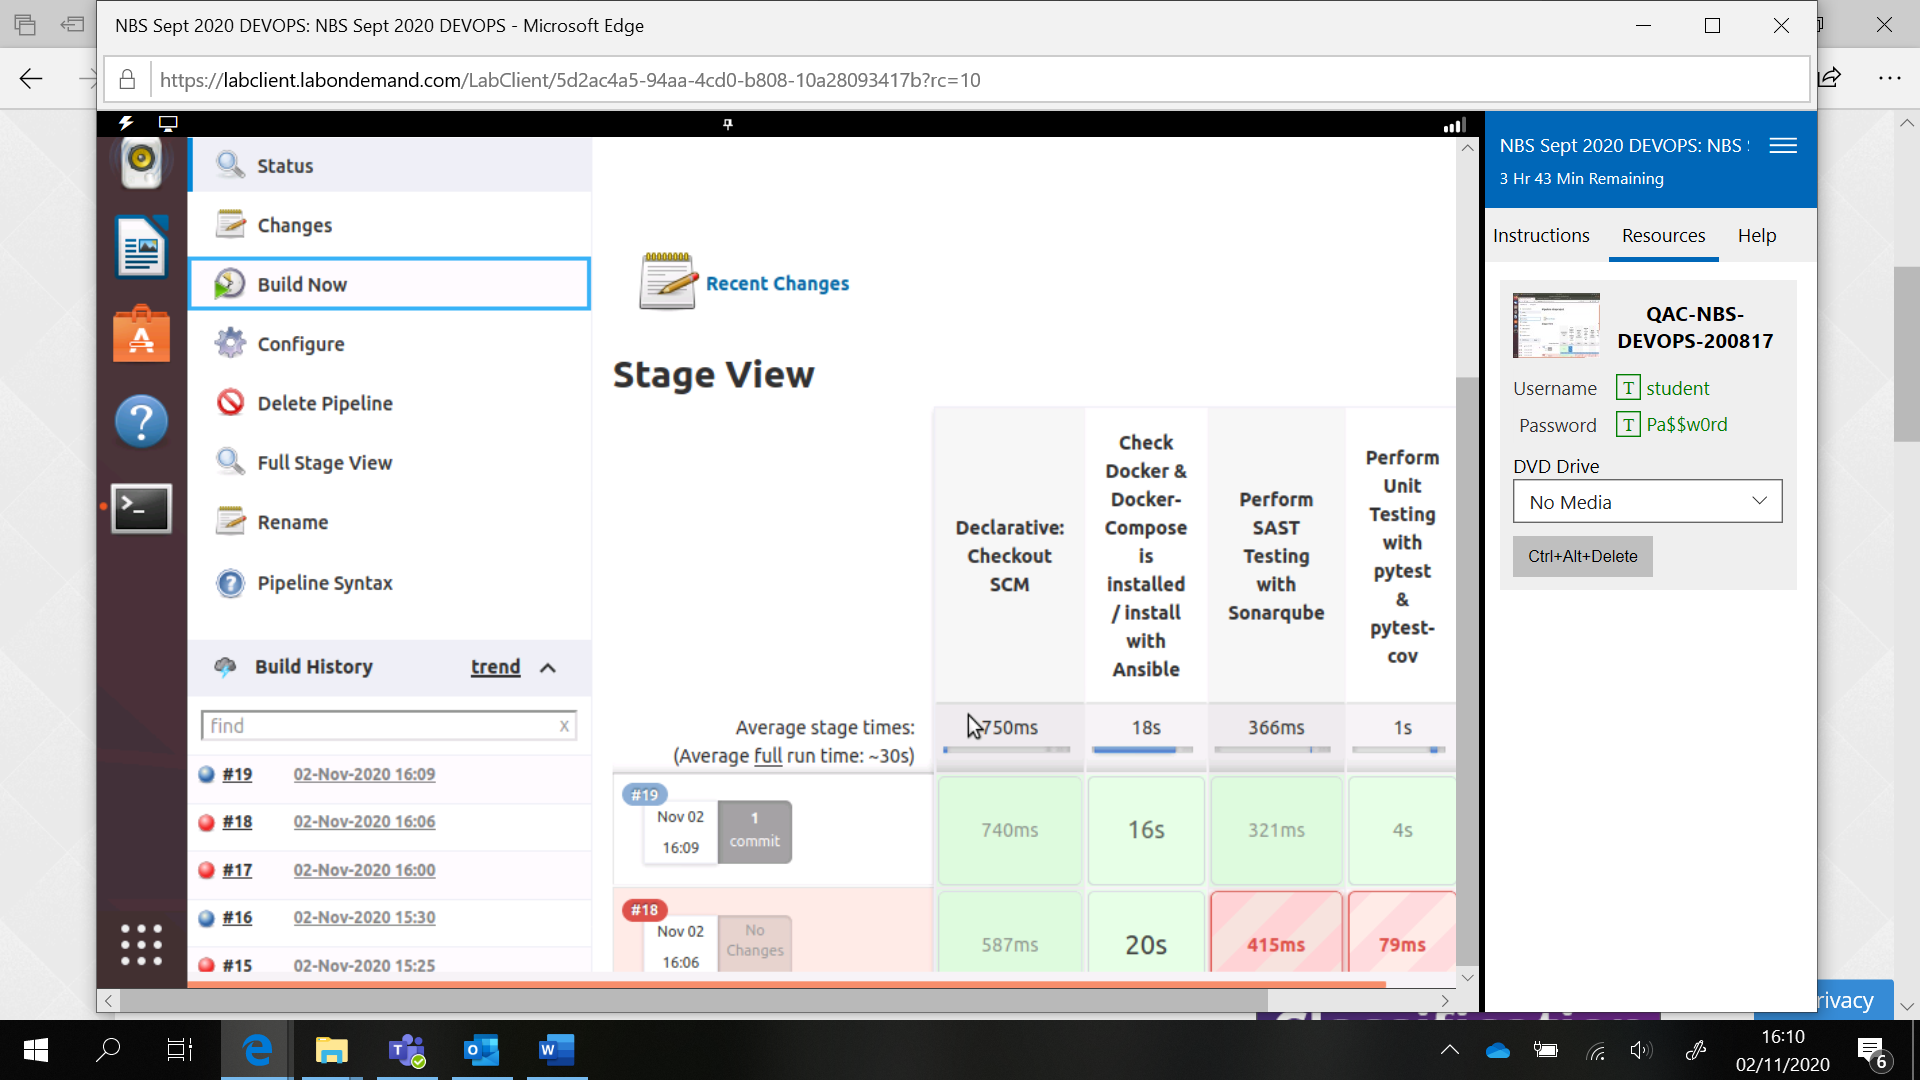 NBS Sept 2020 DEVOPS: NBS Sept 2020 DEVOPS - Microsoft Edge
https://labclient.labondemand.com/LabClient/5d2ac4a5-94aa-4cd0-b808-10a28093417b?rc=10
Status
Changes
Build Now
Configure
Delete Pipeline
Full Stage View
Rename
Pipeline Syntax
Build History
trend
find
x
#19 02-Nov-2020 16:09
#18 02-Nov-2020 16:06
#17 02-Nov-2020 16:00
#16 02-Nov-2020 15:30
#15 02-Nov-2020 15:25
Recent Changes
Stage View
Declarative:
Checkout
SCM
Check
Docker &
Docker-
Compose
is
installed
/ install
with
Ansible
Perform
SAST
Testing
with
Sonarqube
Perform
Unit
Testing
with
pytest
&
pytest-
cov
Average stage times:
(Average full run time: ~30s)
750ms 18s 366ms 1s
#19
Nov 02
16:09
1
commit
740ms 16s 321ms 4s
#18
Nov 02
16:06
No
Changes
587ms 20s 415ms 79ms
NBS Sept 2020 DEVOPS: NBS
3 Hr 43 Min Remaining
Instructions Resources Help
QAC-NBS-
DEVOPS-200817
Username T student
Password T Pa$$w0rd
DVD Drive
No Media
Ctrl+Alt+Delete
rivacy
16:10
02/11/2020
6